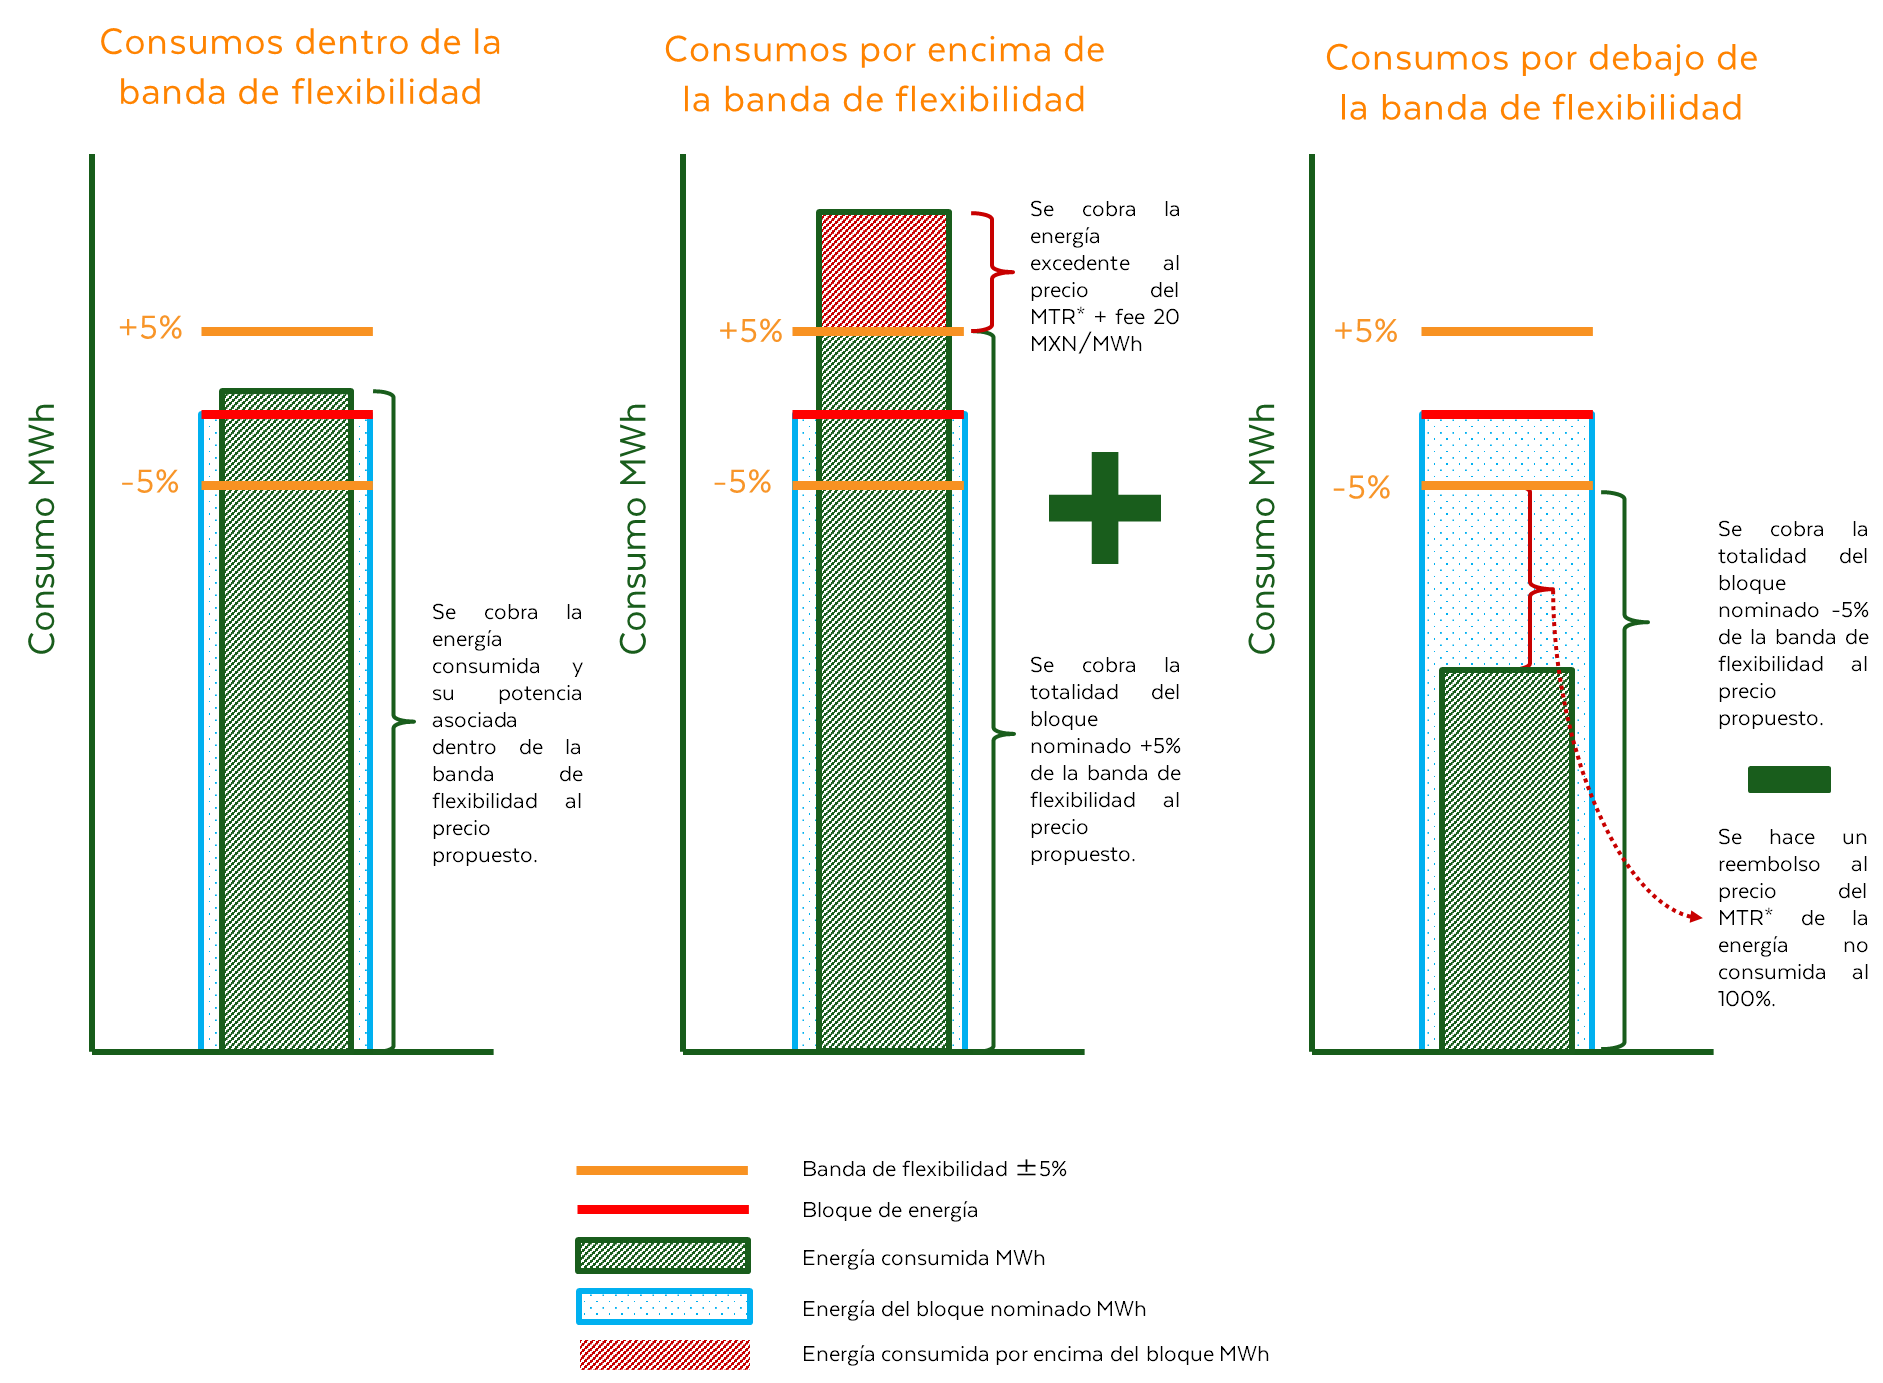 Consumos dentro de la
banda de flexibilidad
Consumo MWh
+5%
-5%
Se cobra la
energía
consumida y
su potencia
asociada
dentro de la
banda de
flexibilidad al
precio
propuesto.
Consumos por encima de
la banda de flexibilidad
Consumo MWh
+5%
-5%
Se cobra la
energía
excedente al
precio del
MTR* + fee 20
MXN/MWh
Se cobra la
totalidad del
bloque
nominado +5%
de la banda de
flexibilidad al
precio
propuesto.
Consumos por debajo de
la banda de flexibilidad
Consumo MWh
+5%
-5%
Se cobra la
totalidad del
bloque
nominado -5%
de la banda de
flexibilidad al
precio
propuesto.
Se hace un
reembolso al
precio del
MTR* de la
energía no
consumida al
100%.
Banda de flexibilidad ±5%
Bloque de energía
Energía consumida MWh
Energía del bloque nominado MWh
Energía consumida por encima del bloque MWh